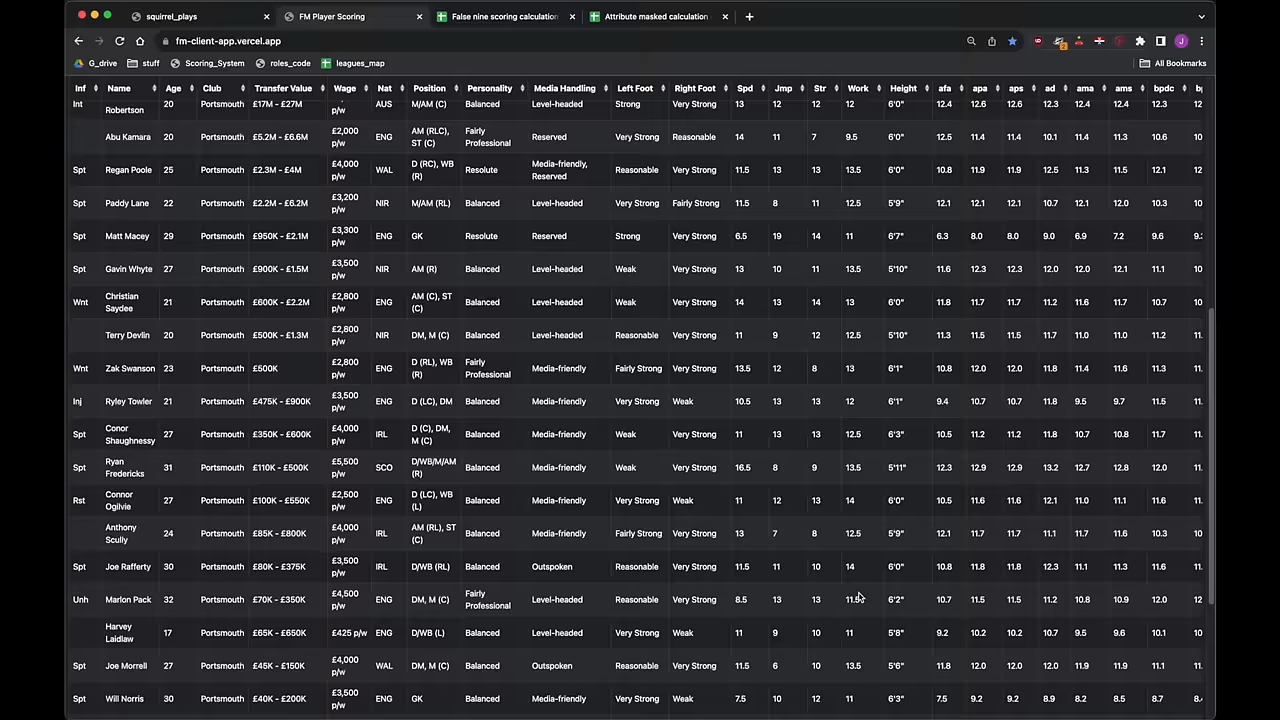 squirrel_plays
FM Player Scoring
False nine scoring calculation
Attribute masked calculation
fm-client-app.vercel.app
G_drive stuff Scoring_System roles_code leagues_map All Bookmarks
Inf Name Age Club Transfer Value Wage Nat Position Personality Media Handling Left Foot Right Foot Spd Jmp Str Work Height afa apa aps ad ama ams bpdc
Int Robertson 20 Portsmouth £17M - £27M p/w AUS M/AM (C) Balanced Level-headed Strong Very Strong 13 12 12 12 6'0" 12.4 12.6 12.6 12.3 12.4 12.4 12.3 12
Abu Kamara 20 Portsmouth £5.2M - £6.6M £2,000 p/w ENG AM (RLC), ST (C) Fairly Professional Reserved Very Strong Reasonable 14 11 7 9.5 6'0" 12.5 11.4 11.4 10.1 11.4 11.3 10.6 10
Spt Regan Poole 25 Portsmouth £2.3M - £4M £4,000 p/w WAL D (RC), WB (R) Resolute Media-friendly, Reserved Reasonable Very Strong 11.5 13 13 13.5 6'0" 10.8 11.9 11.9 12.5 11.3 11.5 12.1 12
Spt Paddy Lane 22 Portsmouth £2.2M - £6.2M £3,200 p/w NIR M/AM (RL) Balanced Level-headed Very Strong Fairly Strong 11.5 8 11 12.5 5'9" 12.1 12.1 12.1 10.7 12.1 12.0 10.3 10
Spt Matt Macey 29 Portsmouth £950K - £2.1M £3,300 p/w ENG GK Resolute Reserved Strong Very Strong 6.5 19 14 11 6'7" 6.3 8.0 8.0 9.0 6.9 7.2 9.6 9.
Spt Gavin Whyte 27 Portsmouth £900K - £1.5M £3,500 p/w NIR AM (R) Balanced Level-headed Weak Very Strong 13 10 11 13.5 5'10" 11.6 12.3 12.3 12.0 12.0 12.1 11.1 10
Wnt Christian Saydee 21 Portsmouth £600K - £2.2M £2,800 p/w ENG AM (C), ST (C) Balanced Level-headed Weak Very Strong 14 13 14 13 6'0" 11.8 11.7 11.7 11.2 11.6 11.7 10.7 10
Terry Devlin 20 Portsmouth £500K - £1.3M £2,800 p/w NIR DM, M (C) Balanced Level-headed Reasonable Very Strong 11 9 12 12.5 5'10" 11.3 11.5 11.5 11.7 11.0 11.0 11.2 11.
Wnt Zak Swanson 23 Portsmouth £500K £2,800 p/w ENG D (RL), WB (R) Fairly Professional Media-friendly Fairly Strong Very Strong 13.5 12 8 13 6'1" 10.8 12.0 12.0 11.8 11.4 11.6 11.3 11.
Inj Ryley Towler 21 Portsmouth £475K - £900K £3,500 p/w ENG D (LC), DM Balanced Media-friendly Very Strong Weak 10.5 13 13 12 6'1" 9.4 10.7 10.7 11.8 9.5 9.7 11.5 11.
Spt Conor Shaughnessy 27 Portsmouth £350K - £600K £4,000 p/w IRL D (C), DM, M (C) Balanced Media-friendly Weak Very Strong 11 13 13 12.5 6'3" 10.5 11.2 11.2 11.8 10.7 10.8 11.7 11.
Spt Ryan Fredericks 31 Portsmouth £110K - £500K £5,500 p/w SCO D/WB/M/AM (R) Balanced Media-friendly Weak Very Strong 16.5 8 9 13.5 5'11" 12.3 12.9 12.9 13.2 12.7 12.8 12.0 11.
Rst Connor Ogilvie 27 Portsmouth £100K - £550K £2,500 p/w ENG D (LC), WB (L) Balanced Media-friendly Very Strong Weak 11 12 13 14 6'0" 10.5 11.6 11.6 12.1 11.0 11.1 11.6 11.
Anthony Scully 24 Portsmouth £85K - £800K £4,000 p/w IRL AM (RL), ST (C) Balanced Media-friendly Fairly Strong Very Strong 13 7 8 12.5 5'9" 12.1 11.7 11.7 11.1 11.7 11.6 10.3 10
Spt Joe Rafferty 30 Portsmouth £80K - £375K £3,500 p/w IRL D/WB (RL) Balanced Outspoken Reasonable Very Strong 11.5 11 10 14 6'0" 10.8 11.8 11.8 12.3 11.1 11.3 11.6 11.
Unh Marlon Pack 32 Portsmouth £70K - £350K £4,500 p/w ENG DM, M (C) Fairly Professional Level-headed Reasonable Very Strong 8.5 13 13 11.5 6'2" 10.7 11.5 11.5 11.2 10.8 10.9 12.0 12
Harvey Laidlaw 17 Portsmouth £65K - £650K £425 p/w ENG D/WB (L) Balanced Level-headed Very Strong Weak 11 9 10 11 5'8" 9.2 10.2 10.2 10.7 9.5 9.6 10.1 10
Spt Joe Morrell 27 Portsmouth £45K - £150K £4,000 p/w WAL DM, M (C) Balanced Outspoken Reasonable Very Strong 11.5 6 10 13.5 5'6" 11.8 12.0 12.0 12.0 11.9 11.9 11.1 11.
Spt Will Norris 30 Portsmouth £40K - £200K £3,500 p/w ENG GK Balanced Media-friendly Very Strong Weak 7.5 10 12 11 6'3" 7.5 9.2 9.2 8.9 8.2 8.5 8.7 8.